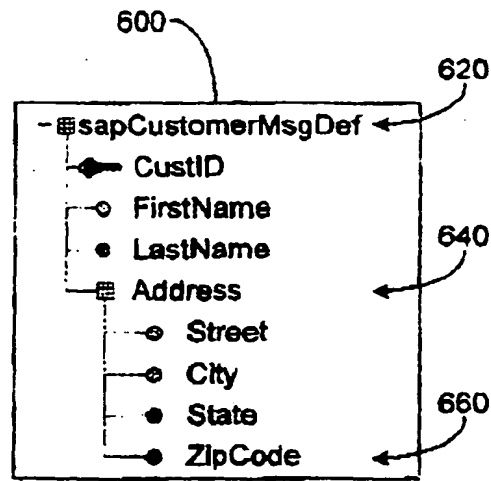 600
620
sapCustomerMsgDef
CustID
FirstName
LastName
640
Address
Street
City
State
660
ZipCode